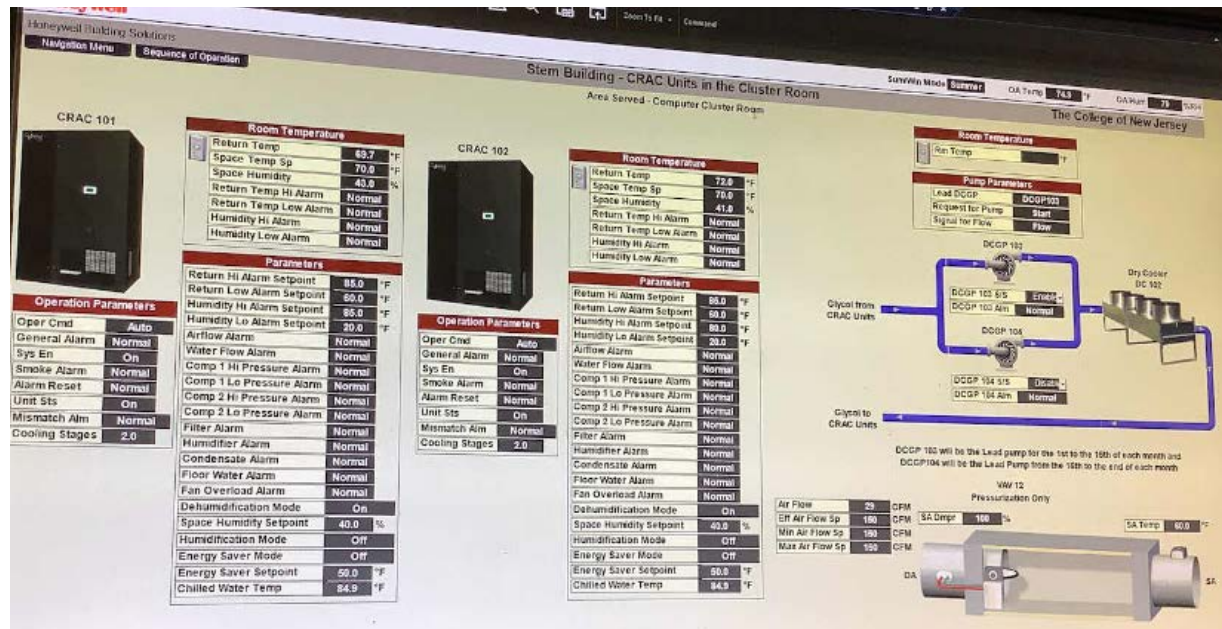 Honeywell
Zoom To Fit
Command
Honeywell Building Solutions
Navigation Menu
Sequence of Operation
Stem Building - CRAC Units in the Cluster Room
Area Served - Computer Cluster Room
Sum/Win Mode Summer
OA Temp 74.9 °F
OA Hum 79
The College of New Jersey
CRAC 101
Room Temperature
Return Temp 69.7 °F
Space Temp Sp 70.0 °F
Space Humidity 43.0 %
Return Temp Hi Alarm Normal
Return Temp Low Alarm Normal
Humidity Hi Alarm Normal
Humidity Low Alarm Normal
Parameters
Return Hi Alarm Setpoint 85.0 °F
Return Low Alarm Setpoint 60.0 °F
Humidity Hi Alarm Setpoint 85.0 °F
Humidity Lo Alarm Setpoint 20.0 °F
Airflow Alarm Normal
Water Flow Alarm Normal
Comp 1 Hi Pressure Alarm Normal
Comp 1 Lo Pressure Alarm Normal
Comp 2 Hi Pressure Alarm Normal
Comp 2 Lo Pressure Alarm Normal
Filter Alarm Normal
Humidifier Alarm Normal
Condensate Alarm Normal
Floor Water Alarm Normal
Fan Overload Alarm Normal
Dehumidification Mode On
Space Humidity Setpoint 40.0 %
Humidification Mode Off
Energy Saver Mode Off
Energy Saver Setpoint 50.0 °F
Chilled Water Temp 84.9 °F
Operation Parameters
Oper Cmd Auto
General Alarm Normal
Sys En On
Smoke Alarm Normal
Alarm Reset Normal
Unit Sts On
Mismatch Alm Normal
Cooling Stages 2.0
CRAC 102
Room Temperature
Return Temp 72.0 °F
Space Temp Sp 70.0 °F
Space Humidity 41.0 %
Return Temp Hi Alarm Normal
Return Temp Low Alarm Normal
Humidity Hi Alarm Normal
Humidity Low Alarm Normal
Parameters
Return Hi Alarm Setpoint °F
Return Low Alarm Setpoint 60.0 °F
Humidity Hi Alarm Setpoint 80.0 °F
Humidity Lo Alarm Setpoint 20.0 °F
Airflow Alarm Normal
Water Flow Alarm Normal
Comp 1 Hi Pressure Alarm Normal
Comp 1 Lo Pressure Alarm Normal
Comp 2 Hi Pressure Alarm Normal
Comp 2 Lo Pressure Alarm Normal
Filter Alarm Normal
Humidifier Alarm Normal
Condensate Alarm Normal
Floor Water Alarm Normal
Fan Overload Alarm Normal
Dehumidification Mode On
Space Humidity Setpoint 40.0 %
Humidification Mode Off
Energy Saver Mode Off
Energy Saver Setpoint 50.0 °F
Chilled Water Temp 84.9 °F
Operation Parameters
Oper Cmd Auto
General Alarm Normal
Sys En On
Smoke Alarm Normal
Alarm Reset Normal
Unit Sts On
Mismatch Alm Normal
Cooling Stages 2.0
Room Temperature
Rm Temp °F
Pump Parameters
Lead DCGP DCGP103
Request for Pump Start
Signal for Flow Flow
DCGP 103
DCGP 103 S/S Enable
DCGP 103 Alm Normal
DCGP 104
DCGP 104 S/S Disable
DCGP 104 Alm Normal
Dry Cooler
DC 102
Glycol from
CRAC Units
Glycol to
CRAC Units
DCGP 103 will be the Lead pump for the 1st to the 15th of each month and
DCGP104 will be the Lead Pump from the 16th to the end of each month
VAV 12
Pressurization Only
Air Flow 29 CFM
Eff Air Flow Sp 150 CFM
Min Air Flow Sp 150 CFM
Max Air Flow Sp 150 CFM
SA Dmpr 100 %
SA Temp 60.0 °F
OA
SA